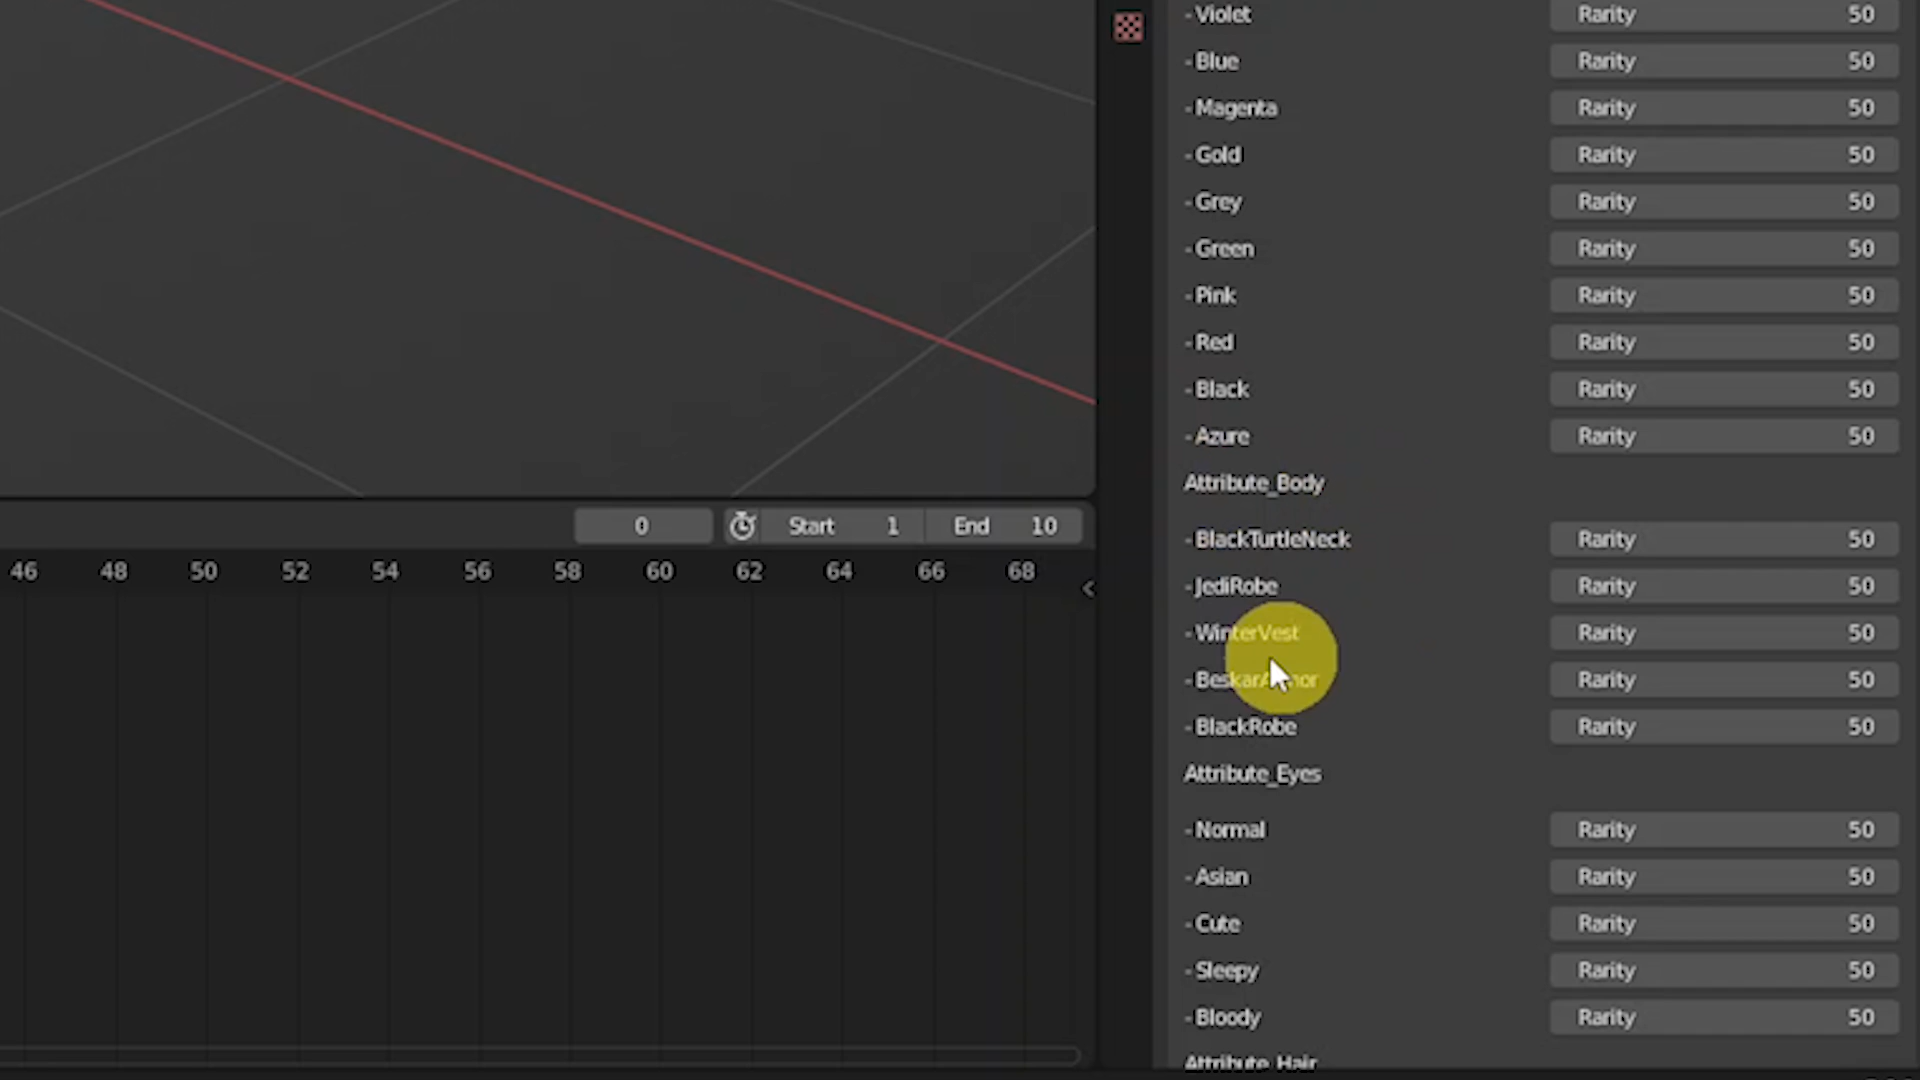 - Violet Rarity 50
- Blue Rarity 50
- Magenta Rarity 50
- Gold Rarity 50
- Grey Rarity 50
- Green Rarity 50
- Pink Rarity 50
- Red Rarity 50
- Black Rarity 50
- Azure Rarity 50
Attribute_Body
- BlackTurtleNeck Rarity 50
- JediRobe Rarity 50
- WinterVest Rarity 50
- BeskarArmor Rarity 50
- BlackRobe Rarity 50
Attribute_Eyes
- Normal Rarity 50
- Asian Rarity 50
- Cute Rarity 50
- Sleepy Rarity 50
- Bloody Rarity 50
Attribute_Hair
0 Start 1 End 10
46 48 50 52 54 56 58 60 62 64 66 68